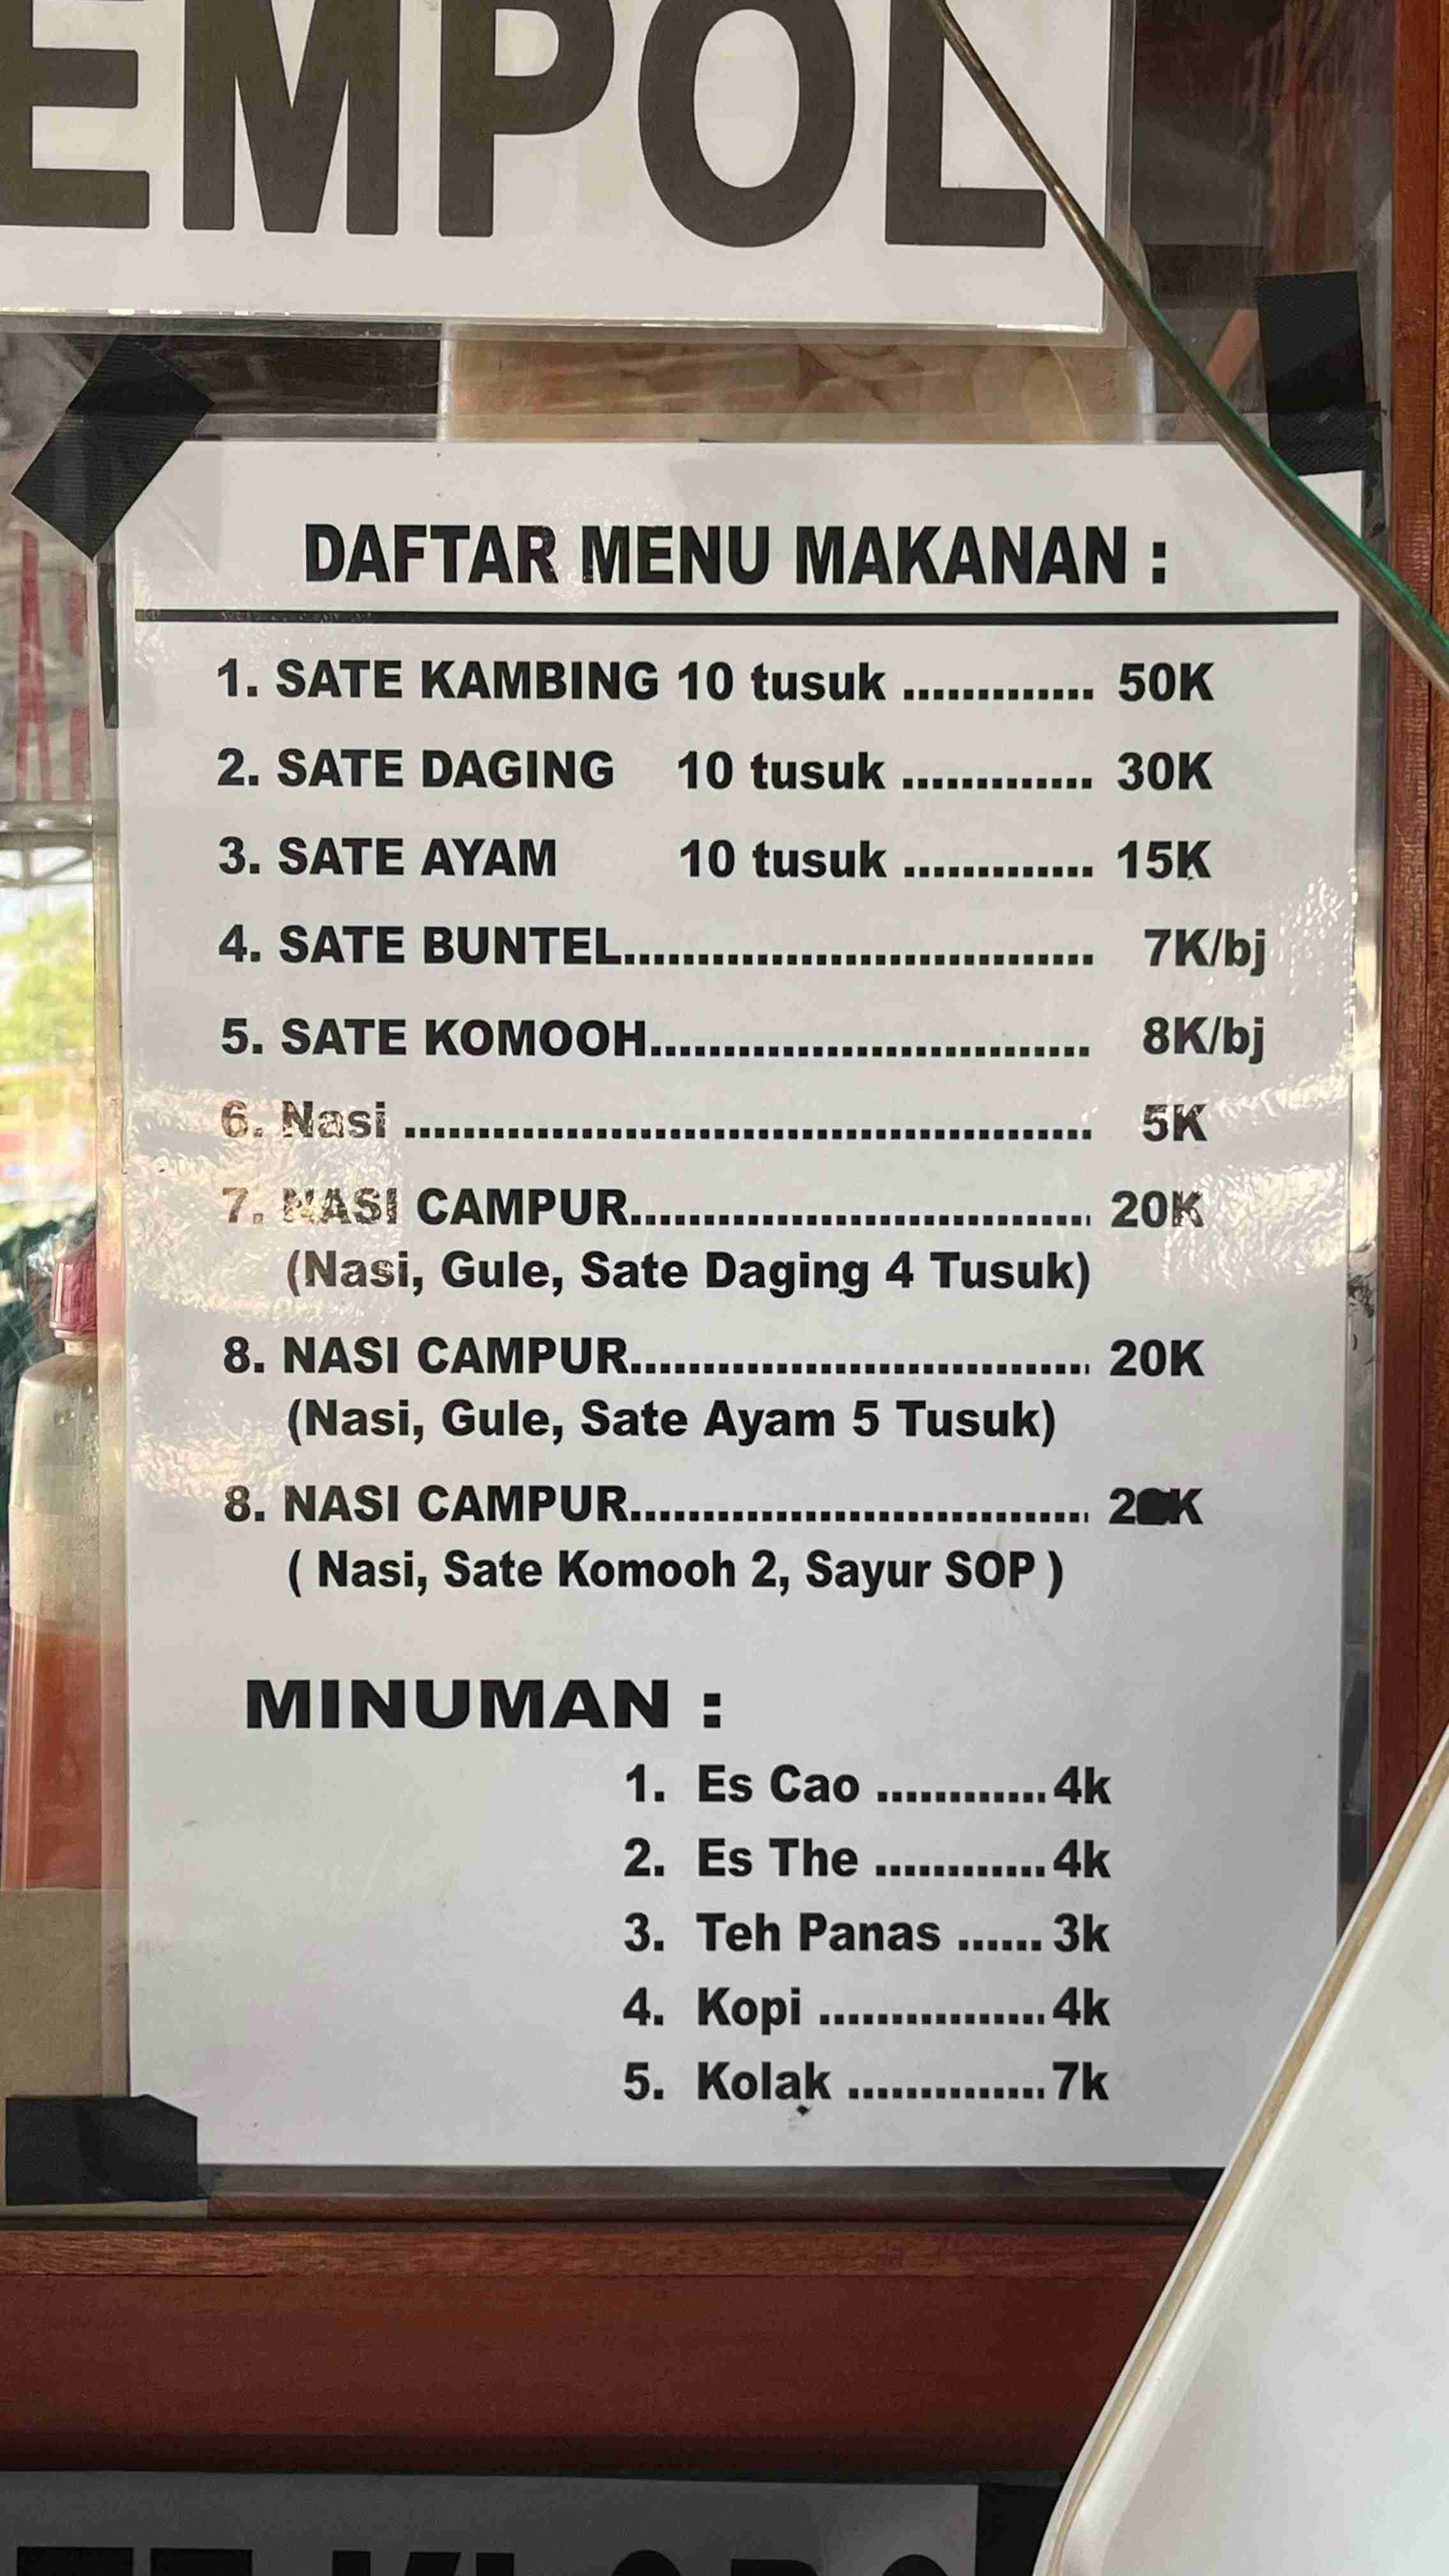 EMPOL
DAFTAR MENU MAKANAN :
1. SATE KAMBING 10 tusuk ............. 50K
2. SATE DAGING 10 tusuk ............. 30K
3. SATE AYAM 10 tusuk ............. 15K
4. SATE BUNTEL................................ 7K/bj
5. SATE KOMOOH.............................. 8K/bj
6. Nasi ............................................... 5K
7. NASI CAMPUR............................... 20K
(Nasi, Gule, Sate Daging 4 Tusuk)
8. NASI CAMPUR............................... 20K
(Nasi, Gule, Sate Ayam 5 Tusuk)
8. NASI CAMPUR............................... 2K
( Nasi, Sate Komooh 2, Sayur SOP )
MINUMAN :
1. Es Cao ............4k
2. Es The ............4k
3. Teh Panas ......3k
4. Kopi ................4k
5. Kolak ..............7k